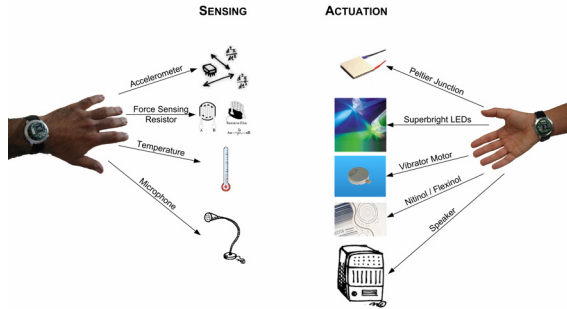 SENSING
Accelerometer
Force Sensing
Resistor
Temperature
Microphone
ACTUATION
Peltier Junction
Superbright LEDs
Vibrator Motor
Nitinol / Flexinol
Speaker